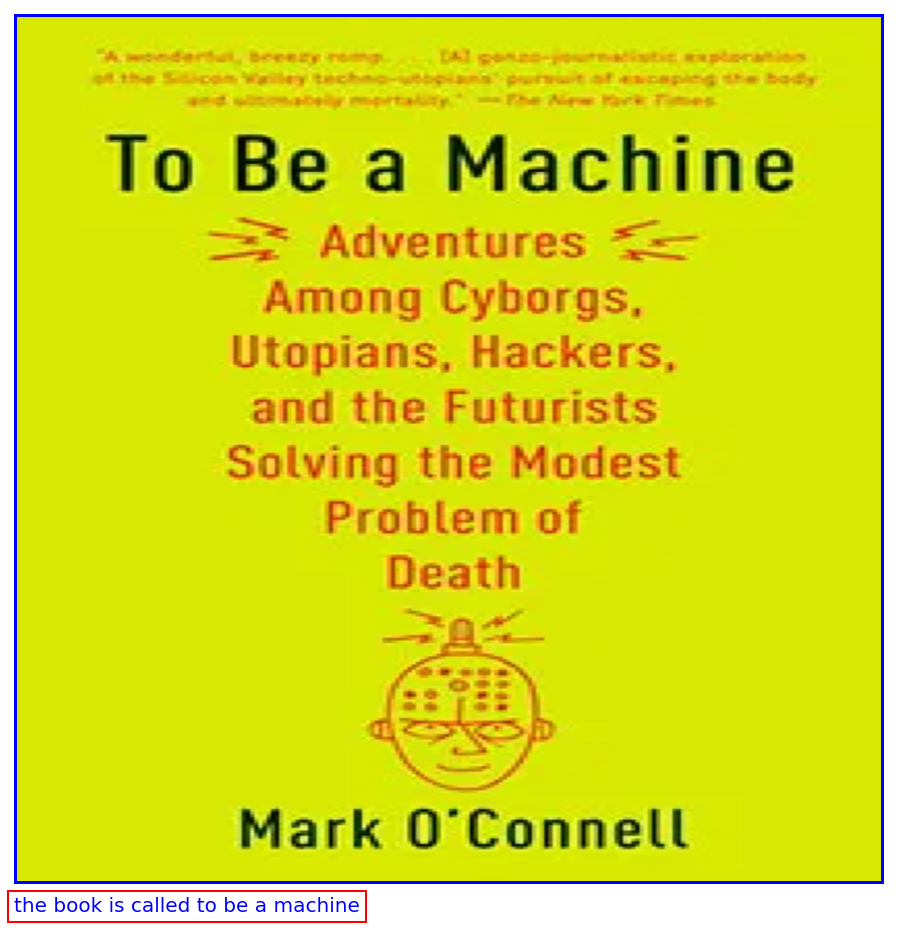 "A wonderful, breezy romp. . . . [A] gonzo-journalistic exploration
of the Silicon Valley techno-utopians' pursuit of escaping the body
and ultimately mortality." —The New York Times
To Be a Machine
Adventures
Among Cyborgs,
Utopians, Hackers,
and the Futurists
Solving the Modest
Problem of
Death
Mark O'Connell
the book is called to be a machine